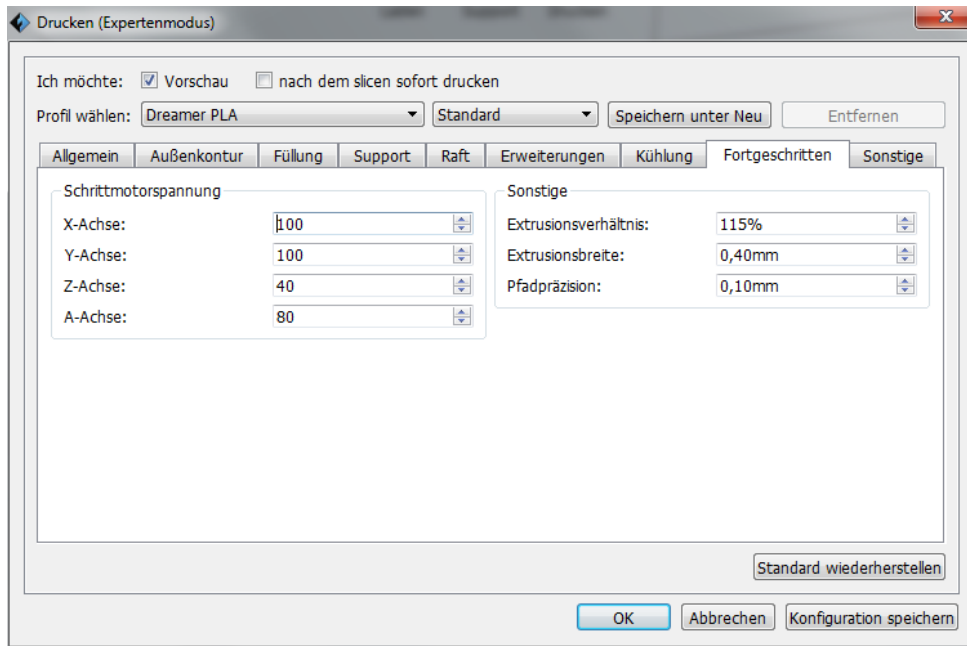 Drucken (Expertenmodus)
Ich möchte: Vorschau nach dem slicen sofort drucken
Profil wählen: Dreamer PLA Standard Speichern unter Neu Entfernen
Allgemein Außenkontur Füllung Support Raft Erweiterungen Kühlung Fortgeschritten Sonstige
Schrittmotorspannung Sonstige
X-Achse: 100 Extrusionsverhältnis: 115%
Y-Achse: 100 Extrusionsbreite: 0,40mm
Z-Achse: 40 Pfadpräzision: 0,10mm
A-Achse: 80
Standard wiederherstellen
OK Abbrechen Konfiguration speichern